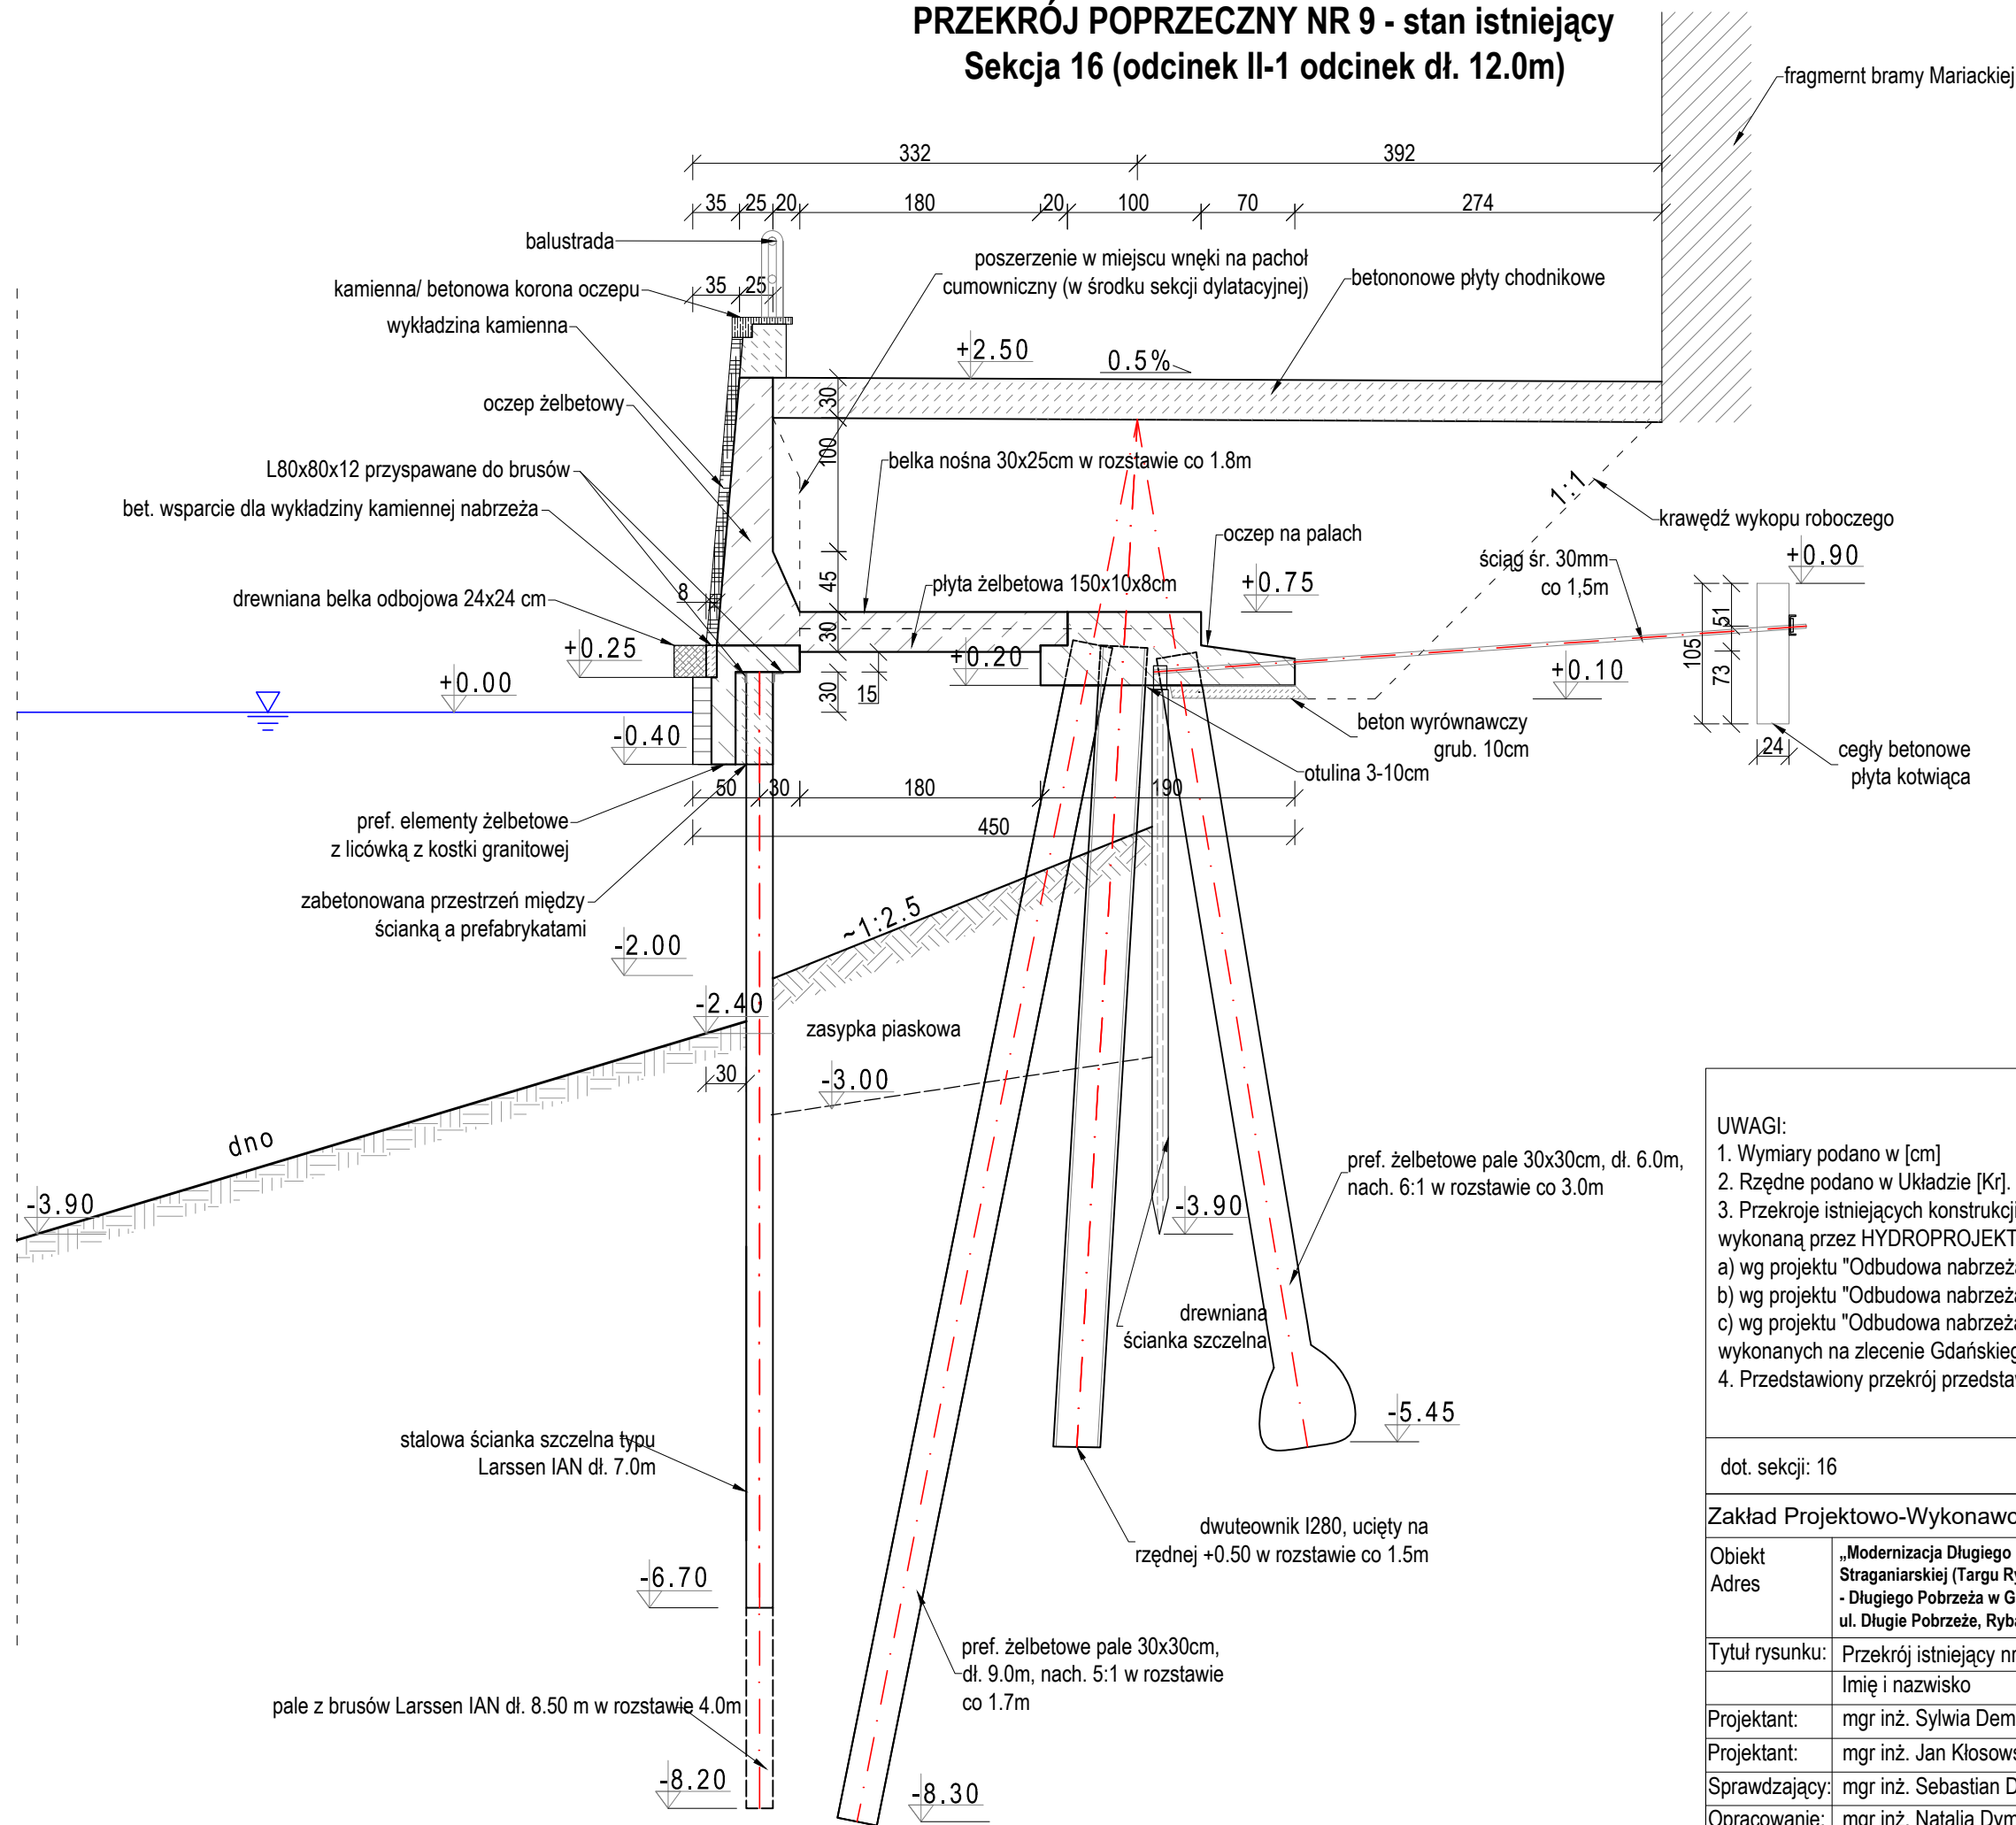 PRZEKRÓJ POPRZECZNY NR 9 - stan istniejący
Sekcja 16 (odcinek II-1 odcinek dł. 12.0m)
fragmernt bramy Mariackiej
332
392
35
25
20
180
20
100
70
274
balustrada
kamienna/ betonowa korona oczepu
35
25
poszerzenie w miejscu wnęki na pachoł
cumowniczy (w środku sekcji dylatacyjnej)
betononowe płyty chodnikowe
wykładzina kamienna
+2.50
0.5%
oczep żelbetowy
30
100
L80x80x12 przyspawane do brusów
belka nośna 30x25cm w rozstawie co 1.8m
1:1
bet. wsparcie dla wykładziny kamiennej nabrzeża
krawędź wykopu roboczego
oczep na palach
+0.90
ściąg śr. 30mm
co 1,5m
45
płyta żelbetowa 150x10x8cm
+0.75
drewniana belka odbojowa 24x24 cm
8
51
30
+0.25
+0.20
105
73
+0.10
+0.00
30
15
beton wyrównawczy
grub. 10cm
-0.40
24
cegły betonowe
płyta kotwiąca
otulina 3-10cm
50
30
180
190
450
pref. elementy żelbetowe
z licówką z kostki granitowej
zabetonowana przestrzeń między
ścianką a prefabrykatami
~1:2.5
-2.00
-2.40
zasypka piaskowa
30
-3.00
dno
-3.90
-3.90
pref. żelbetowe pale 30x30cm, dł. 6.0m,
nach. 6:1 w rozstawie co 3.0m
drewniana
ścianka szczelna
-5.45
stalowa ścianka szczelna typu
Larssen IAN dł. 7.0m
dwuteownik I280, ucięty na
rzędnej +0.50 w rozstawie co 1.5m
-6.70
pref. żelbetowe pale 30x30cm,
dł. 9.0m, nach. 5:1 w rozstawie
co 1.7m
pale z brusów Larssen IAN dł. 8.50 m w rozstawie 4.0m
-8.20
-8.30
UWAGI:
1. Wymiary podano w [cm]
2. Rzędne podano w Układzie [Kr].
3. Przekroje istniejących konstrukcji
wykonaną przez HYDROPROJEKT
a) wg projektu "Odbudowa nabrzeża
b) wg projektu "Odbudowa nabrzeża
c) wg projektu "Odbudowa nabrzeża
wykonanych na zlecenie Gdańskieg
4. Przedstawiony przekrój przedstaw
dot. sekcji: 16
Zakład Projektowo-Wykonawc
Obiekt
Adres
„Modernizacja Długiego
Straganiarskiej (Targu Ry
- Długiego Pobrzeża w G
ul. Długie Pobrzeże, Ryba
Tytuł rysunku: Przekrój istniejący nr
Imię i nazwisko
Projektant: mgr inż. Sylwia Dem
Projektant: mgr inż. Jan Kłosows
Sprawdzający: mgr inż. Sebastian D
Opracowanie: mgr inż. Natalia Dym